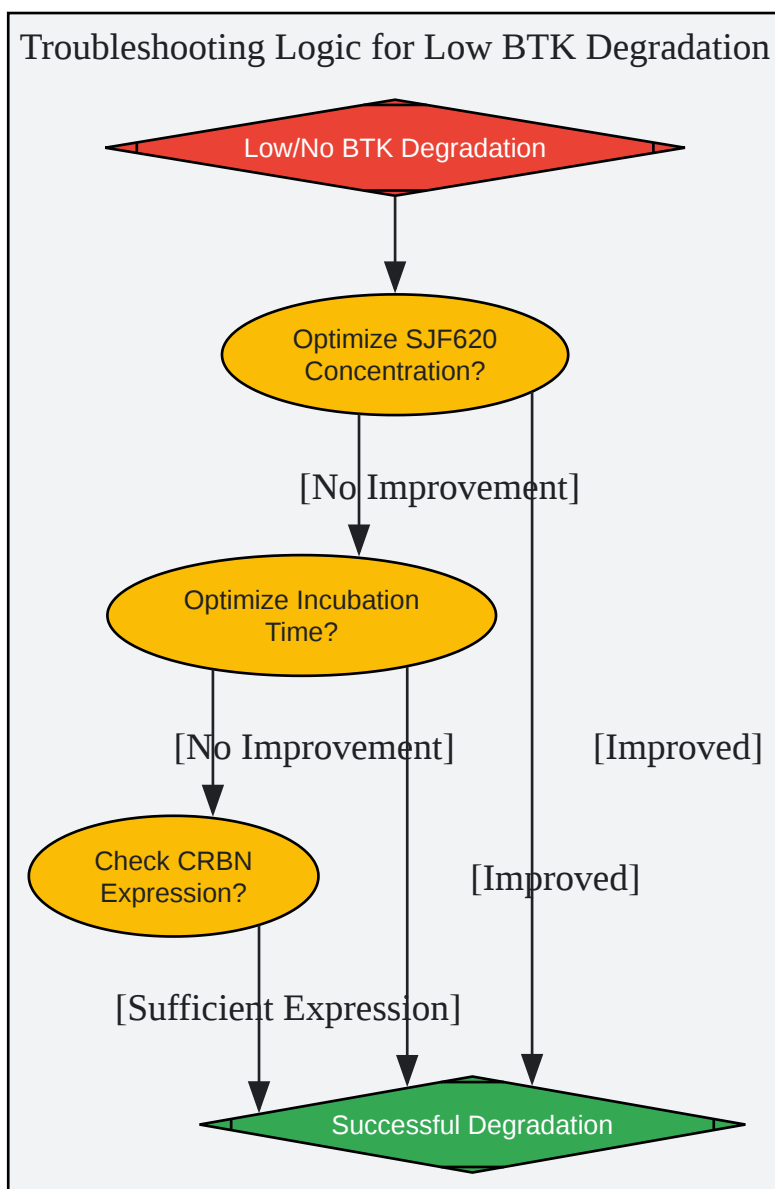 Troubleshooting Logic for Low BTK Degradation
Low/No BTK Degradation
Optimize SJF620
Concentration?
[No Improvement]
Optimize Incubation
Time?
[No Improvement]
[Improved]
Check CRBN
Expression?
[Improved]
[Sufficient Expression]
Successful Degradation